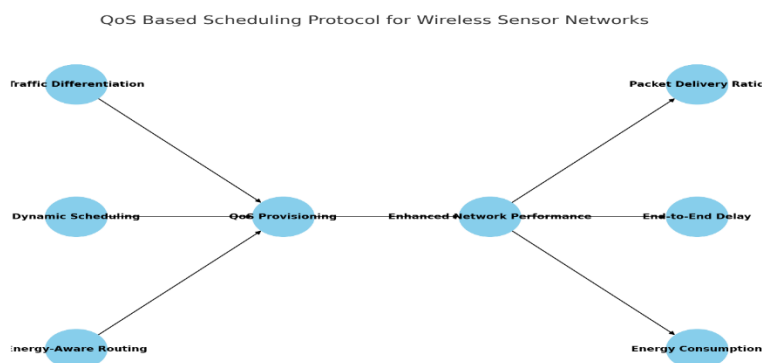 QoS Based Scheduling Protocol for Wireless Sensor Networks
Traffic Differentiation
Packet Delivery Ratio
Dynamic Scheduling
QoS Provisioning
Enhanced Network Performance
End-to-End Delay
Energy-Aware Routing
Energy Consumption